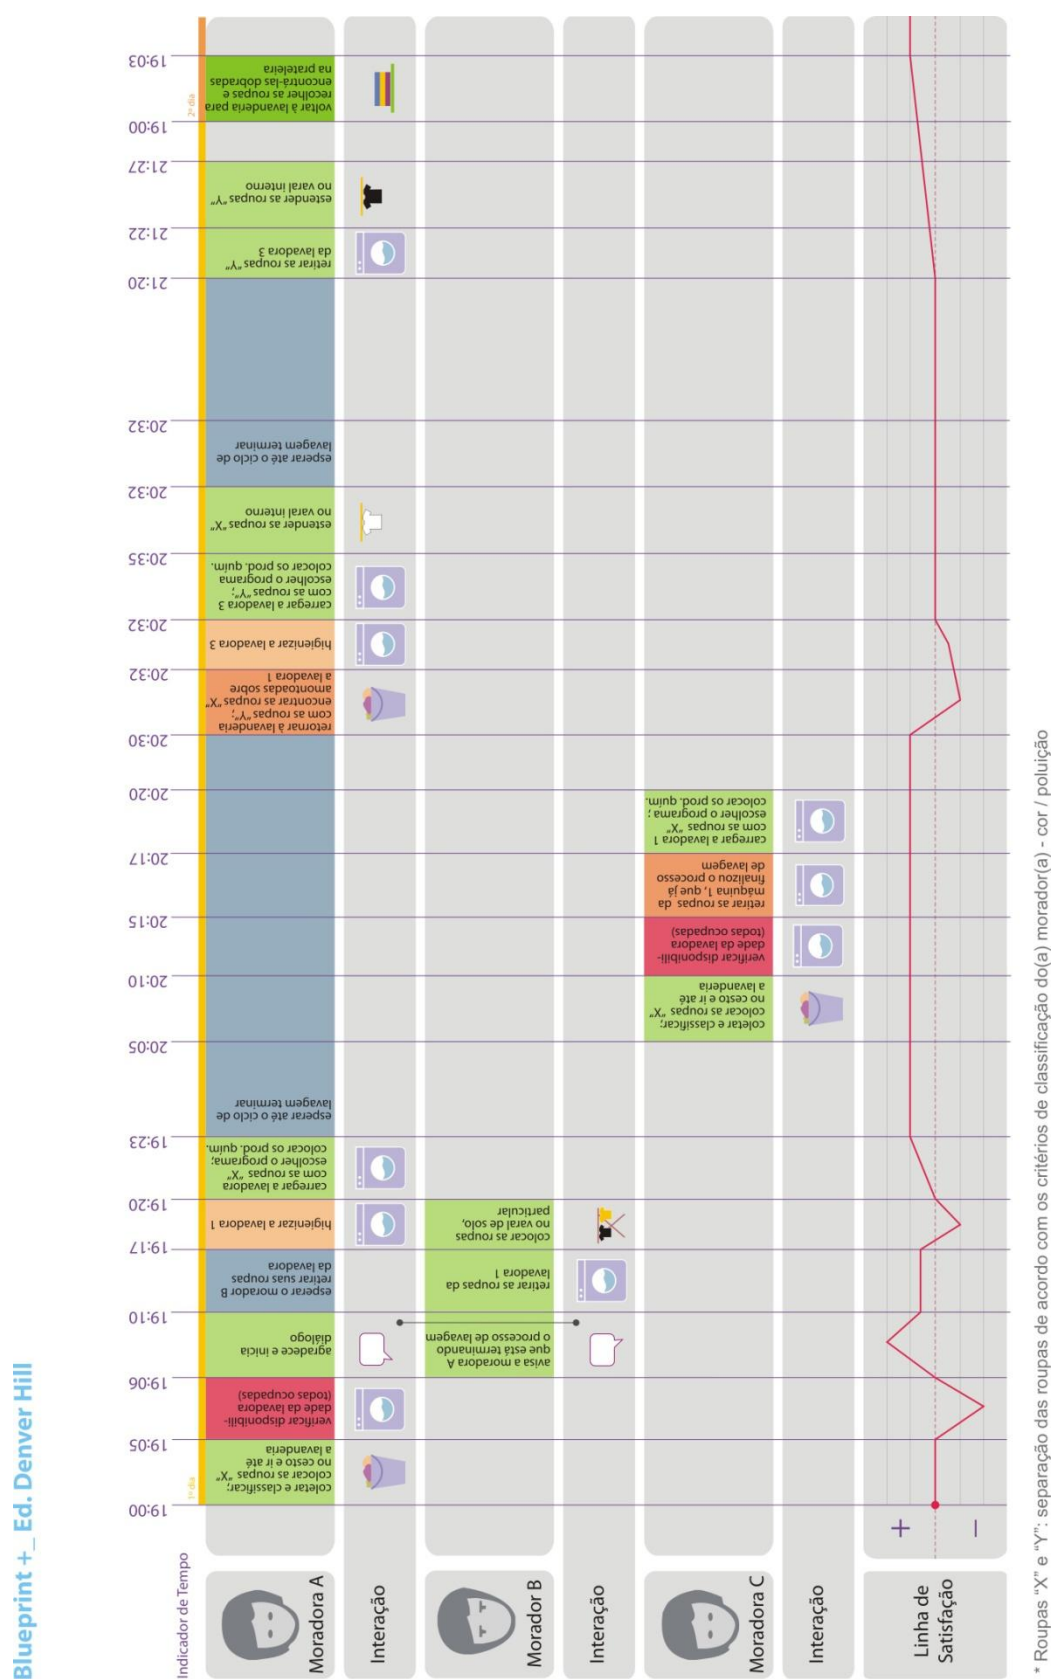 Blueprint +_ Ed. Denver Hill
Indicador de Tempo
19:00
19:05
19:06
19:10
19:17
19:20
19:23
20:05
20:10
20:15
20:17
20:20
20:30
20:32
20:32
20:35
20:32
20:32
21:20
21:22
21:27
19:00
19:03
1º dia
2º dia
Moradora A
coletar e classificar;
colocar as roupas "X"
no cesto e ir até
a lavanderia
verificar disponibili-
dade da lavadora
(todas ocupadas)
agradece e inicia
diálogo
esperar o morador B
retirar suas roupas
da lavadora
higienizar a lavadora 1
carregar a lavadora
com as roupas "X"
escolher o programa;
colocar os prod. quim.
esperar até o ciclo de
lavagem terminar
retornar à lavanderia
com as roupas "Y";
encontrar as roupas "X"
amontoadas sobre
a lavadora 1
higienizar a lavadora 3
carregar a lavadora 3
com as roupas "Y";
escolher o programa
colocar os prod. quim.
estender as roupas "X"
no varal interno
esperar até o ciclo de
lavagem terminar
retirar as roupas "Y"
da lavadora 3
estender as roupas "Y"
no varal interno
voltar à lavanderia para
recolher as roupas e
encontrá-las dobradas
na prateleira
Interação
Morador B
avisa a moradora A
que está terminando
o processo de lavagem
retirar as roupas da
lavadora 1
colocar as roupas
no varal de solo,
particular
Interação
Moradora C
coletar e classificar;
colocar as roupas "X"
no cesto e ir até
a lavanderia
verificar disponibili-
dade da lavadora
(todas ocupadas)
retirar as roupas da
máquina 1, que já
finalizou o processo
de lavagem
carregar a lavadora 1
com as roupas "X"
escolher o programa ;
colocar os prod. quim.
Interação
Linha de
Satisfação
+
−
* Roupas "X" e "Y": separação das roupas de acordo com os critérios de classificação do(a) morador(a) - cor / poluição